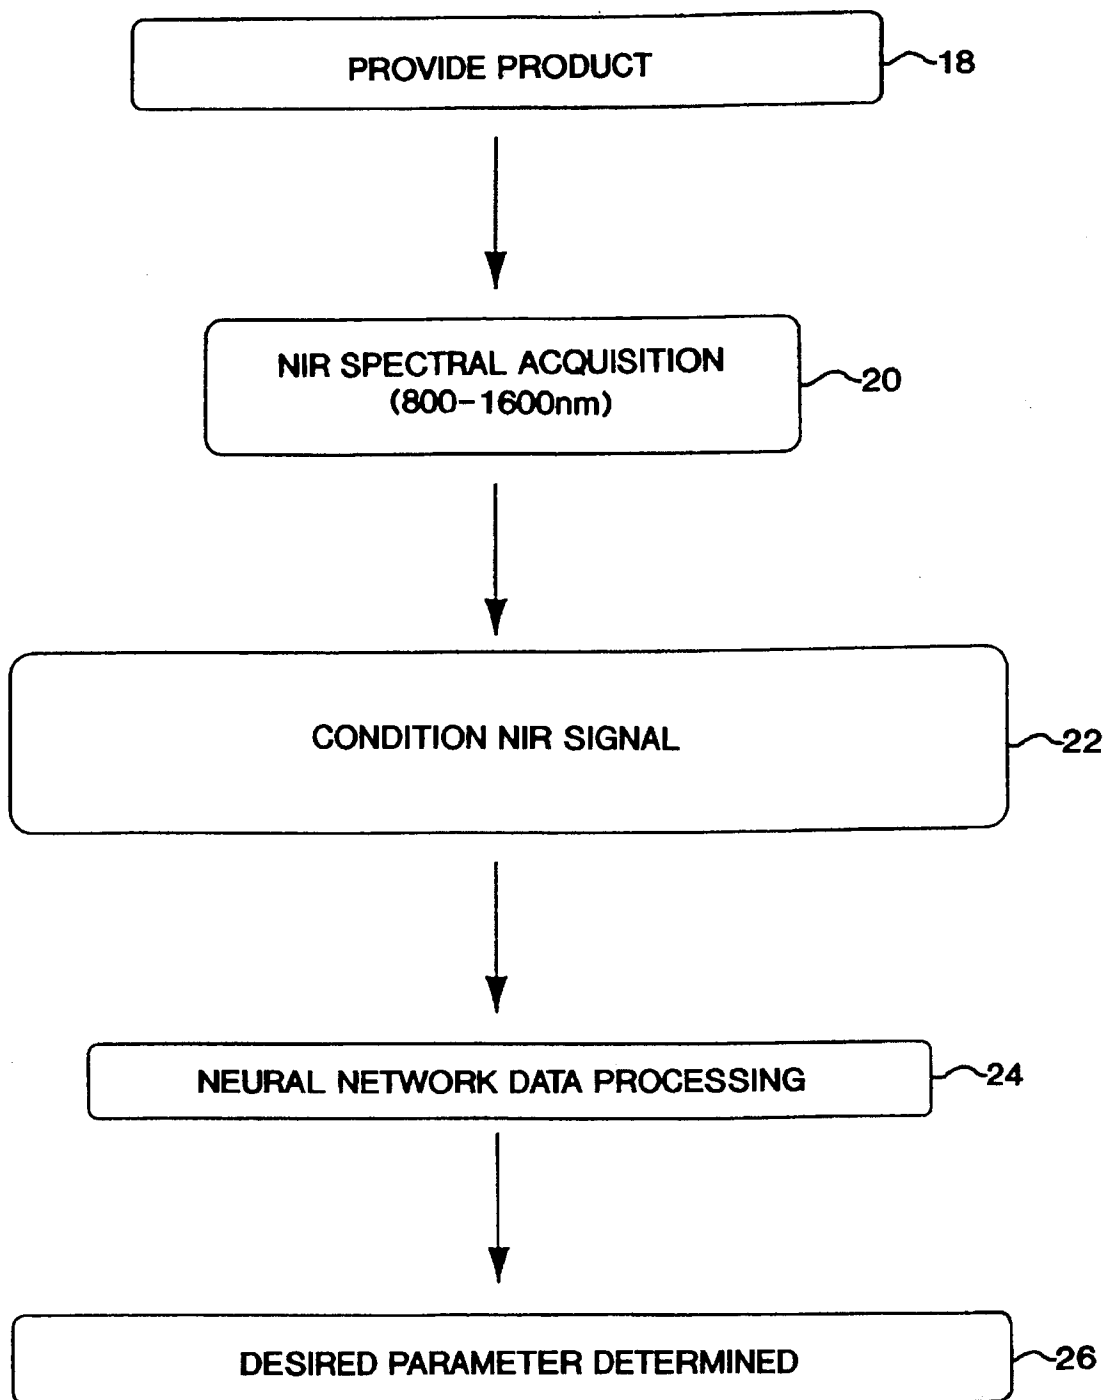 PROVIDE PRODUCT
18
NIR SPECTRAL ACQUISITION
(800-1600nm)
20
CONDITION NIR SIGNAL
22
NEURAL NETWORK DATA PROCESSING
24
DESIRED PARAMETER DETERMINED
26